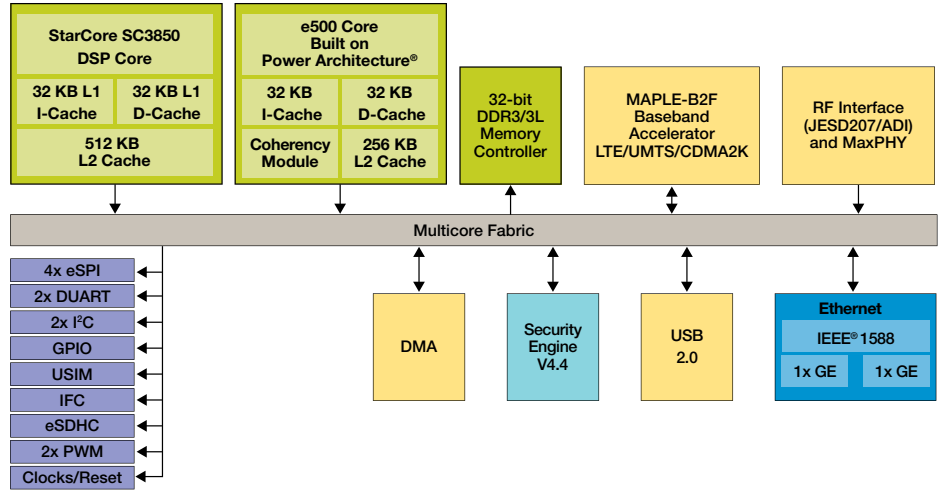 StarCore SC3850
DSP Core
32 KB L1
I-Cache
32 KB L1
D-Cache
512 KB
L2 Cache
e500 Core
Built on
Power Architecture®
32 KB
I-Cache
32 KB
D-Cache
Coherency
Module
256 KB
L2 Cache
32-bit
DDR3/3L
Memory
Controller
MAPLE-B2F
Baseband
Accelerator
LTE/UMTS/CDMA2K
RF Interface
(JESD207/ADI)
and MaxPHY
Multicore Fabric
4x eSPI
2x DUART
2x I²C
GPIO
USIM
IFC
eSDHC
2x PWM
Clocks/Reset
DMA
Security
Engine
V4.4
USB
2.0
Ethernet
IEEE® 1588
1x GE
1x GE